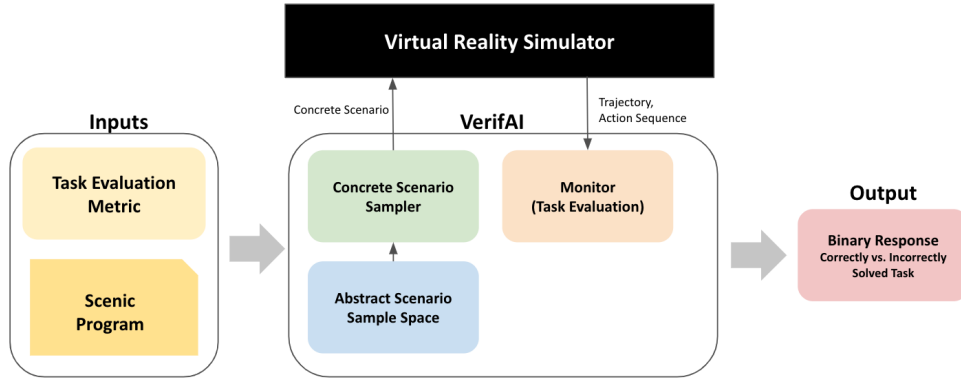 Virtual Reality Simulator
Concrete Scenario
Trajectory,
Action Sequence
Inputs
VerifAI
Task Evaluation
Metric
Scenic
Program
Concrete Scenario
Sampler
Monitor
(Task Evaluation)
Abstract Scenario
Sample Space
Output
Binary Response
Correctly vs. Incorrectly
Solved Task